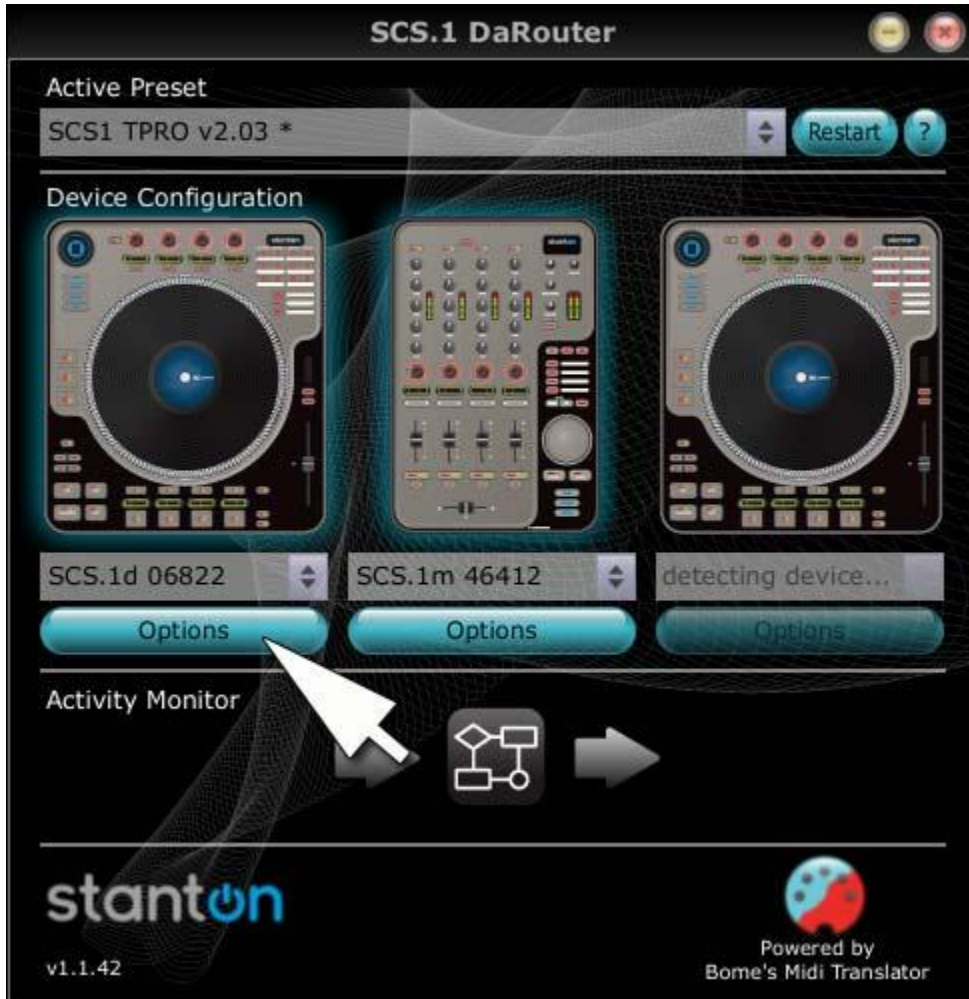 SCS.1 DaRouter
Active Preset
SCS1 TPRO v2.03 *
Restart
?
Device Configuration
stanton
SCS.1d 06822
SCS.1m 46412
detecting device...
Options
Options
Options
Activity Monitor
stanton
v1.1.42
Powered by
Bome's Midi Translator